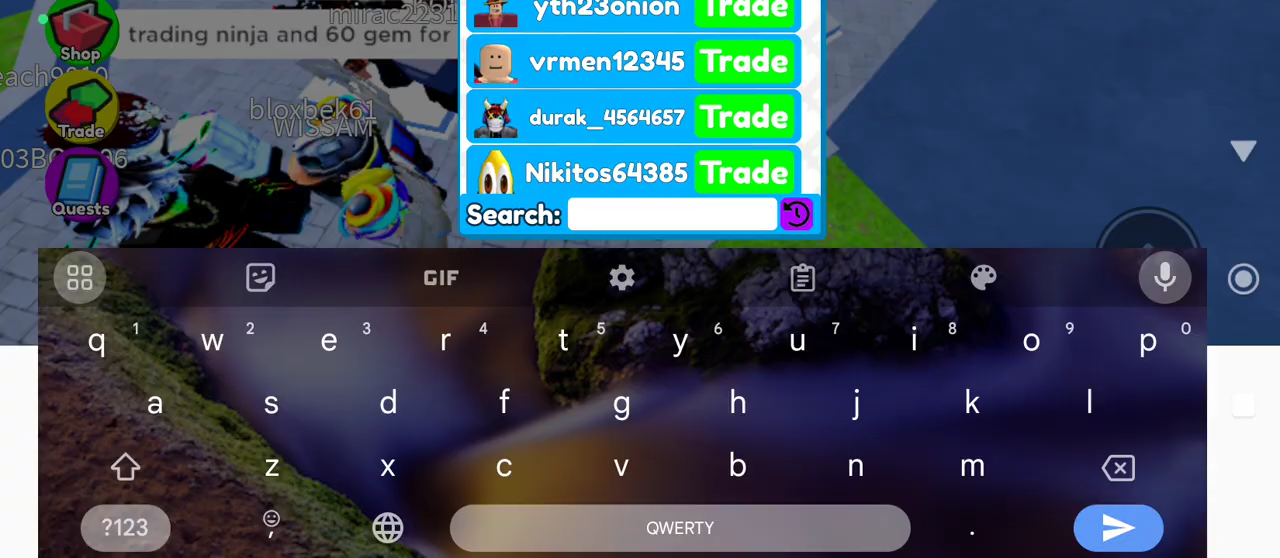 mirac2231
yth23onion Trade
Shop
trading ninja and 60 gem for
vrmen12345 Trade
bloxbek61
WISSAM
Trade
durak_4564657 Trade
Quests
Nikitos64385 Trade
Search:
GIF
q 1 w 2 e 3 r 4 t 5 y 6 u 7 i 8 o 9 p 0
a s d f g h j k l
z x c v b n m
?123 , QWERTY .